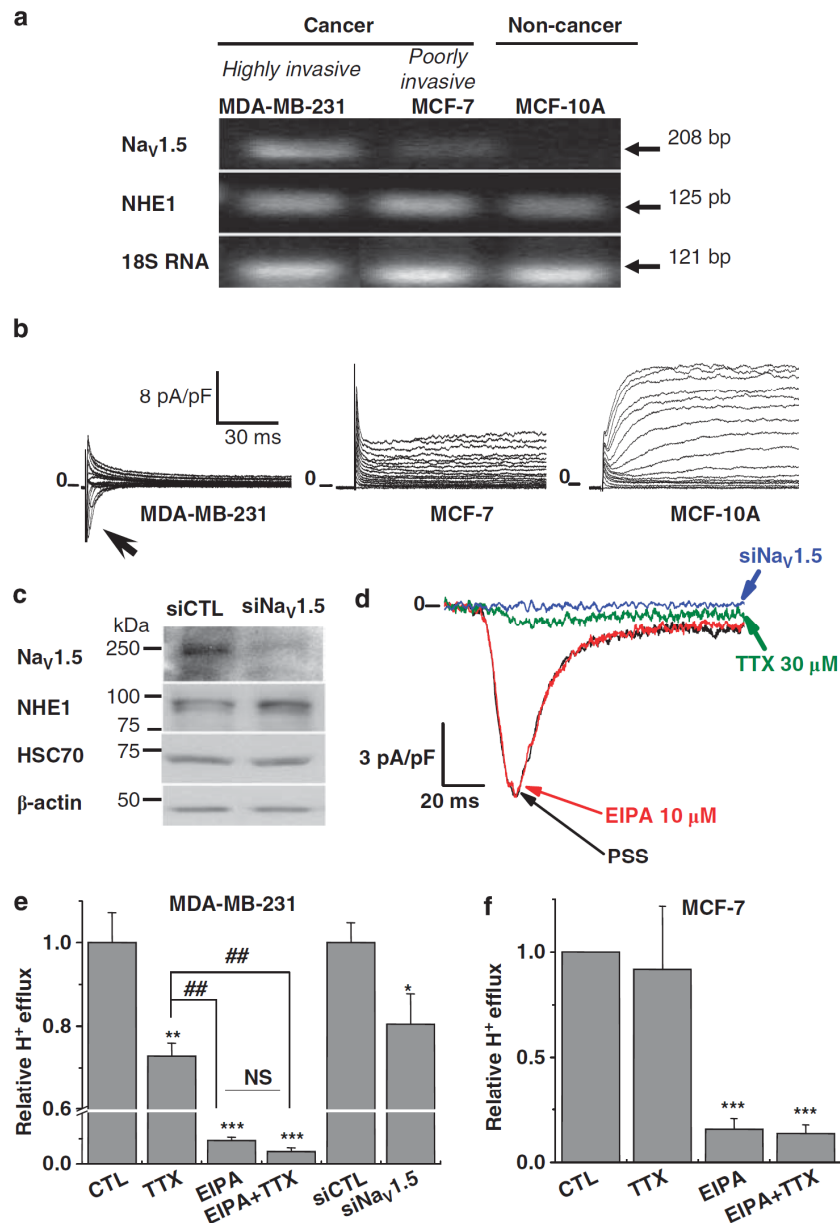 a
Cancer Non-cancer
Highly invasive Poorly invasive
MDA-MB-231 MCF-7 MCF-10A
NaV1.5 208 bp
NHE1 125 pb
18S RNA 121 bp
b
8 pA/pF
30 ms
0 0 0
MDA-MB-231 MCF-7 MCF-10A
c
siCTL siNaV1.5
kDa
NaV1.5 250
NHE1 100
75
HSC70 75
β-actin 50
d
0
siNaV1.5
TTX 30 μM
3 pA/pF
20 ms
EIPA 10 μM
PSS
e
MDA-MB-231
Relative H+ efflux
1.0
0.8
0.6
0.0
##
##
NS
**
***
***
*
CTL TTX EIPA EIPA+TTX siCTL siNaV1.5
f
MCF-7
Relative H+ efflux
1.0
0.5
0.0
***
***
CTL TTX EIPA EIPA+TTX